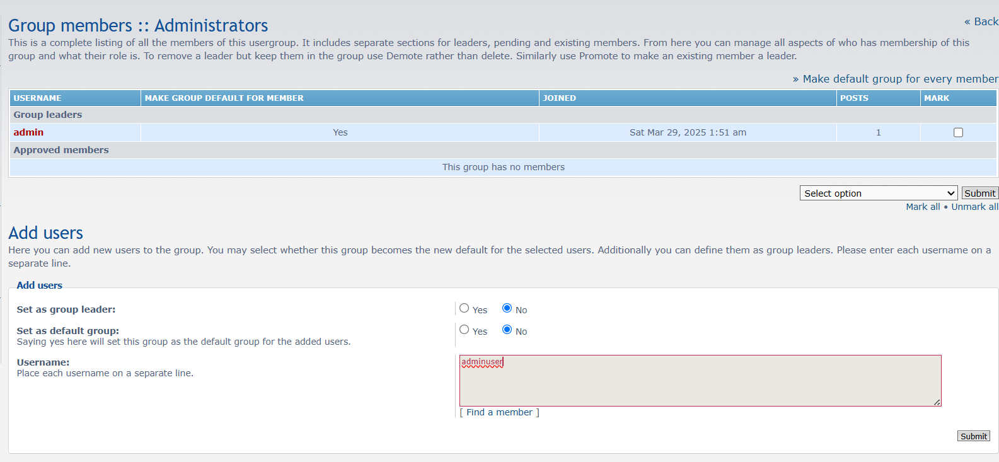 Group members :: Administrators
« Back
This is a complete listing of all the members of this usergroup. It includes separate sections for leaders, pending and existing members. From here you can manage all aspects of who has membership of this
group and what their role is. To remove a leader but keep them in the group use Demote rather than delete. Similarly use Promote to make an existing member a leader.
» Make default group for every member
USERNAME MAKE GROUP DEFAULT FOR MEMBER JOINED POSTS MARK
Group leaders
admin Yes Sat Mar 29, 2025 1:51 am 1
Approved members
This group has no members
Select option Submit
Mark all • Unmark all
Add users
Here you can add new users to the group. You may select whether this group becomes the new default for the selected users. Additionally you can define them as group leaders. Please enter each username on a
separate line.
Add users
Set as group leader: Yes No
Set as default group: Yes No
Saying yes here will set this group as the default group for the added users.
Username: adminuser
Place each username on a separate line.
[ Find a member ]
Submit